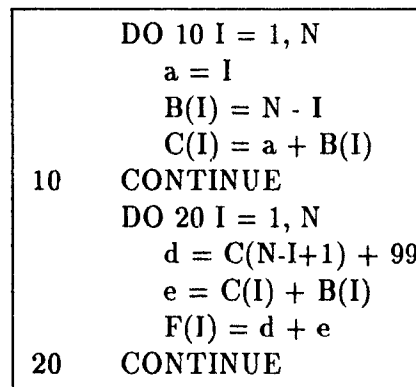 DO 10 I = 1, N
a = I
B(I) = N - I
C(I) = a + B(I)
10 CONTINUE
DO 20 I = 1, N
d = C(N-I+1) + 99
e = C(I) + B(I)
F(I) = d + e
20 CONTINUE